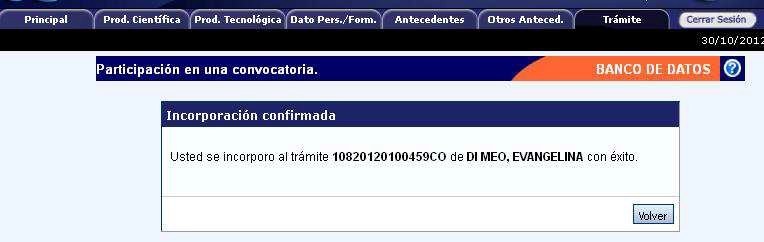 Principal Prod. Científica Prod. Tecnológica Dato Pers./Form. Antecedentes Otros Anteced. Trámite Cerrar Sesión
30/10/2012
Participación en una convocatoria. BANCO DE DATOS ?
Incorporación confirmada
Usted se incorporo al trámite 10820120100459CO de DI MEO, EVANGELINA con éxito.
Volver